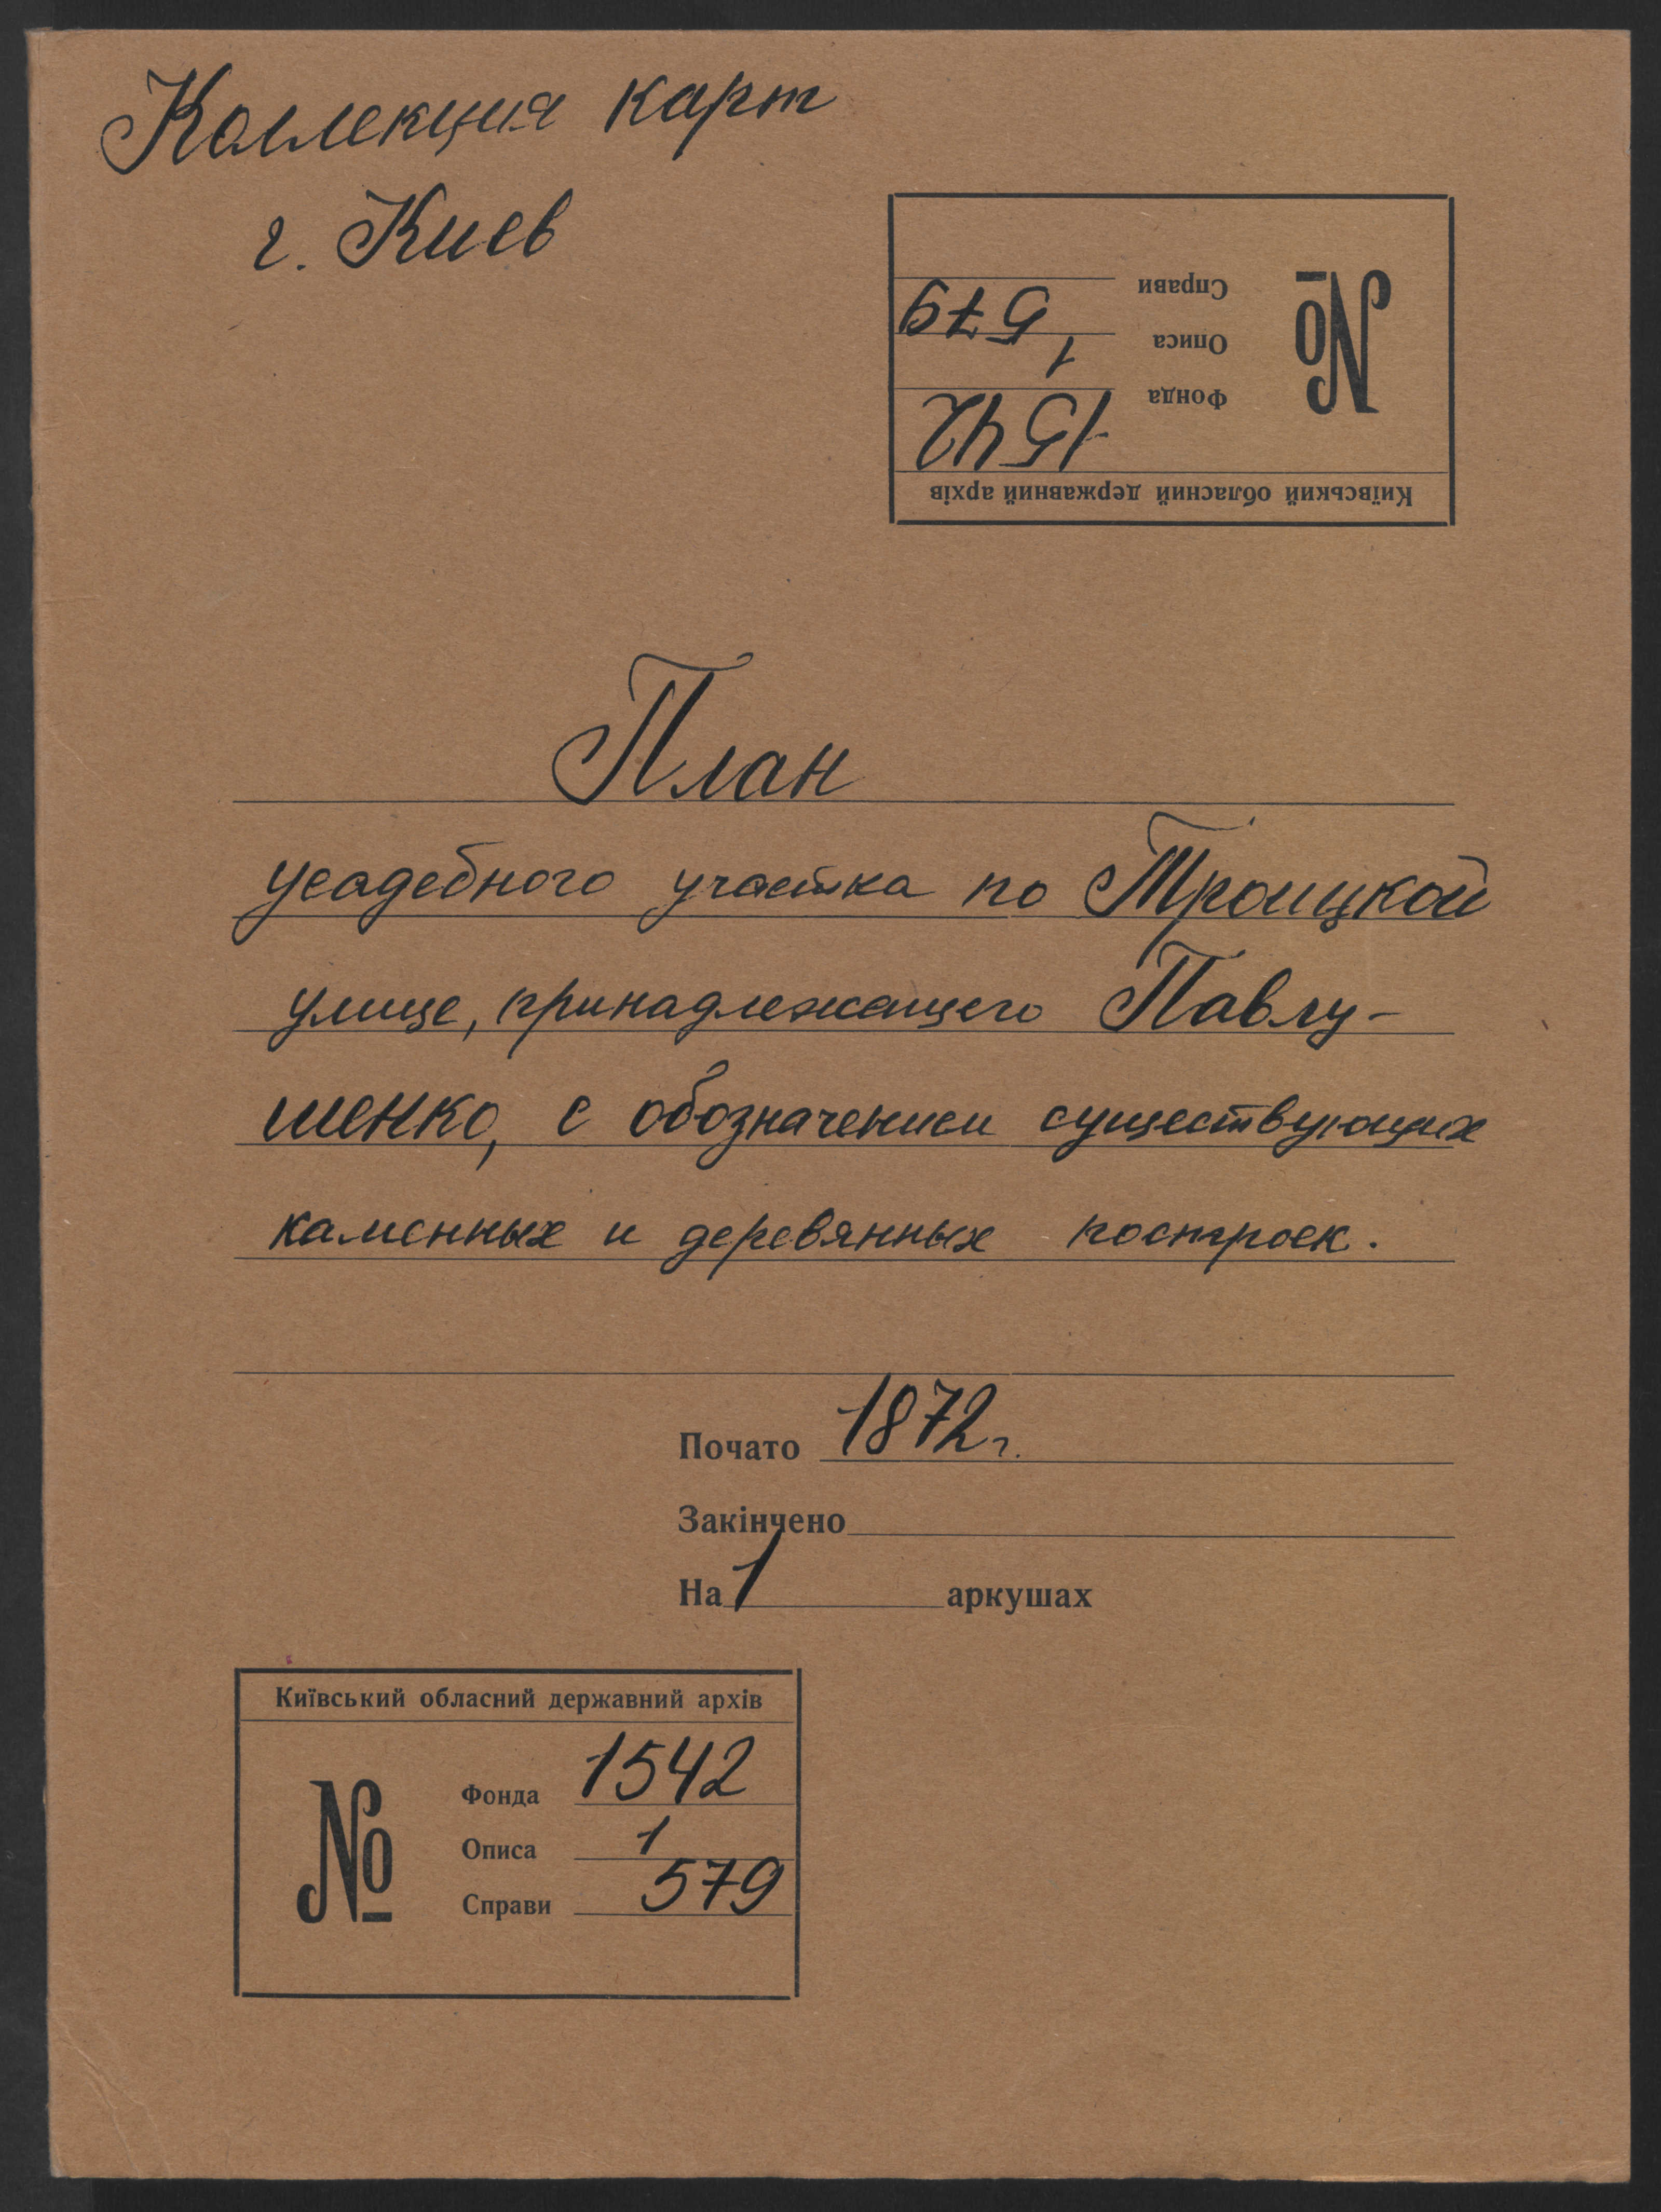 Коллекция карт
г. Киев
Київський обласний державний архів
№
Фонда 1542
Описа 1
Справи 579
План
усадебного участка по Троицкой
улице, принадлежащего Павлу-
шенко, с обозначением существующих
каменных и деревянных построек.
Почато 1872 г.
Закінчено
На 1 аркушах
Київський обласний державний архів
№
Фонда 1542
Описа 1
Справи 579